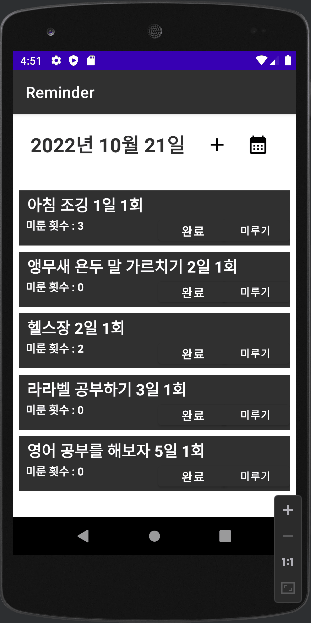 4:51
Reminder
2022년 10월 21일
아침 조깅 1일 1회
미룬 횟수 : 3
완료 미루기
앵무새 욘두 말 가르치기 2일 1회
미룬 횟수 : 0
완료 미루기
헬스장 2일 1회
미룬 횟수 : 2
완료 미루기
라라벨 공부하기 3일 1회
미룬 횟수 : 0
완료 미루기
영어 공부를 해보자 5일 1회
미룬 횟수 : 0
완료 미루기
1:1